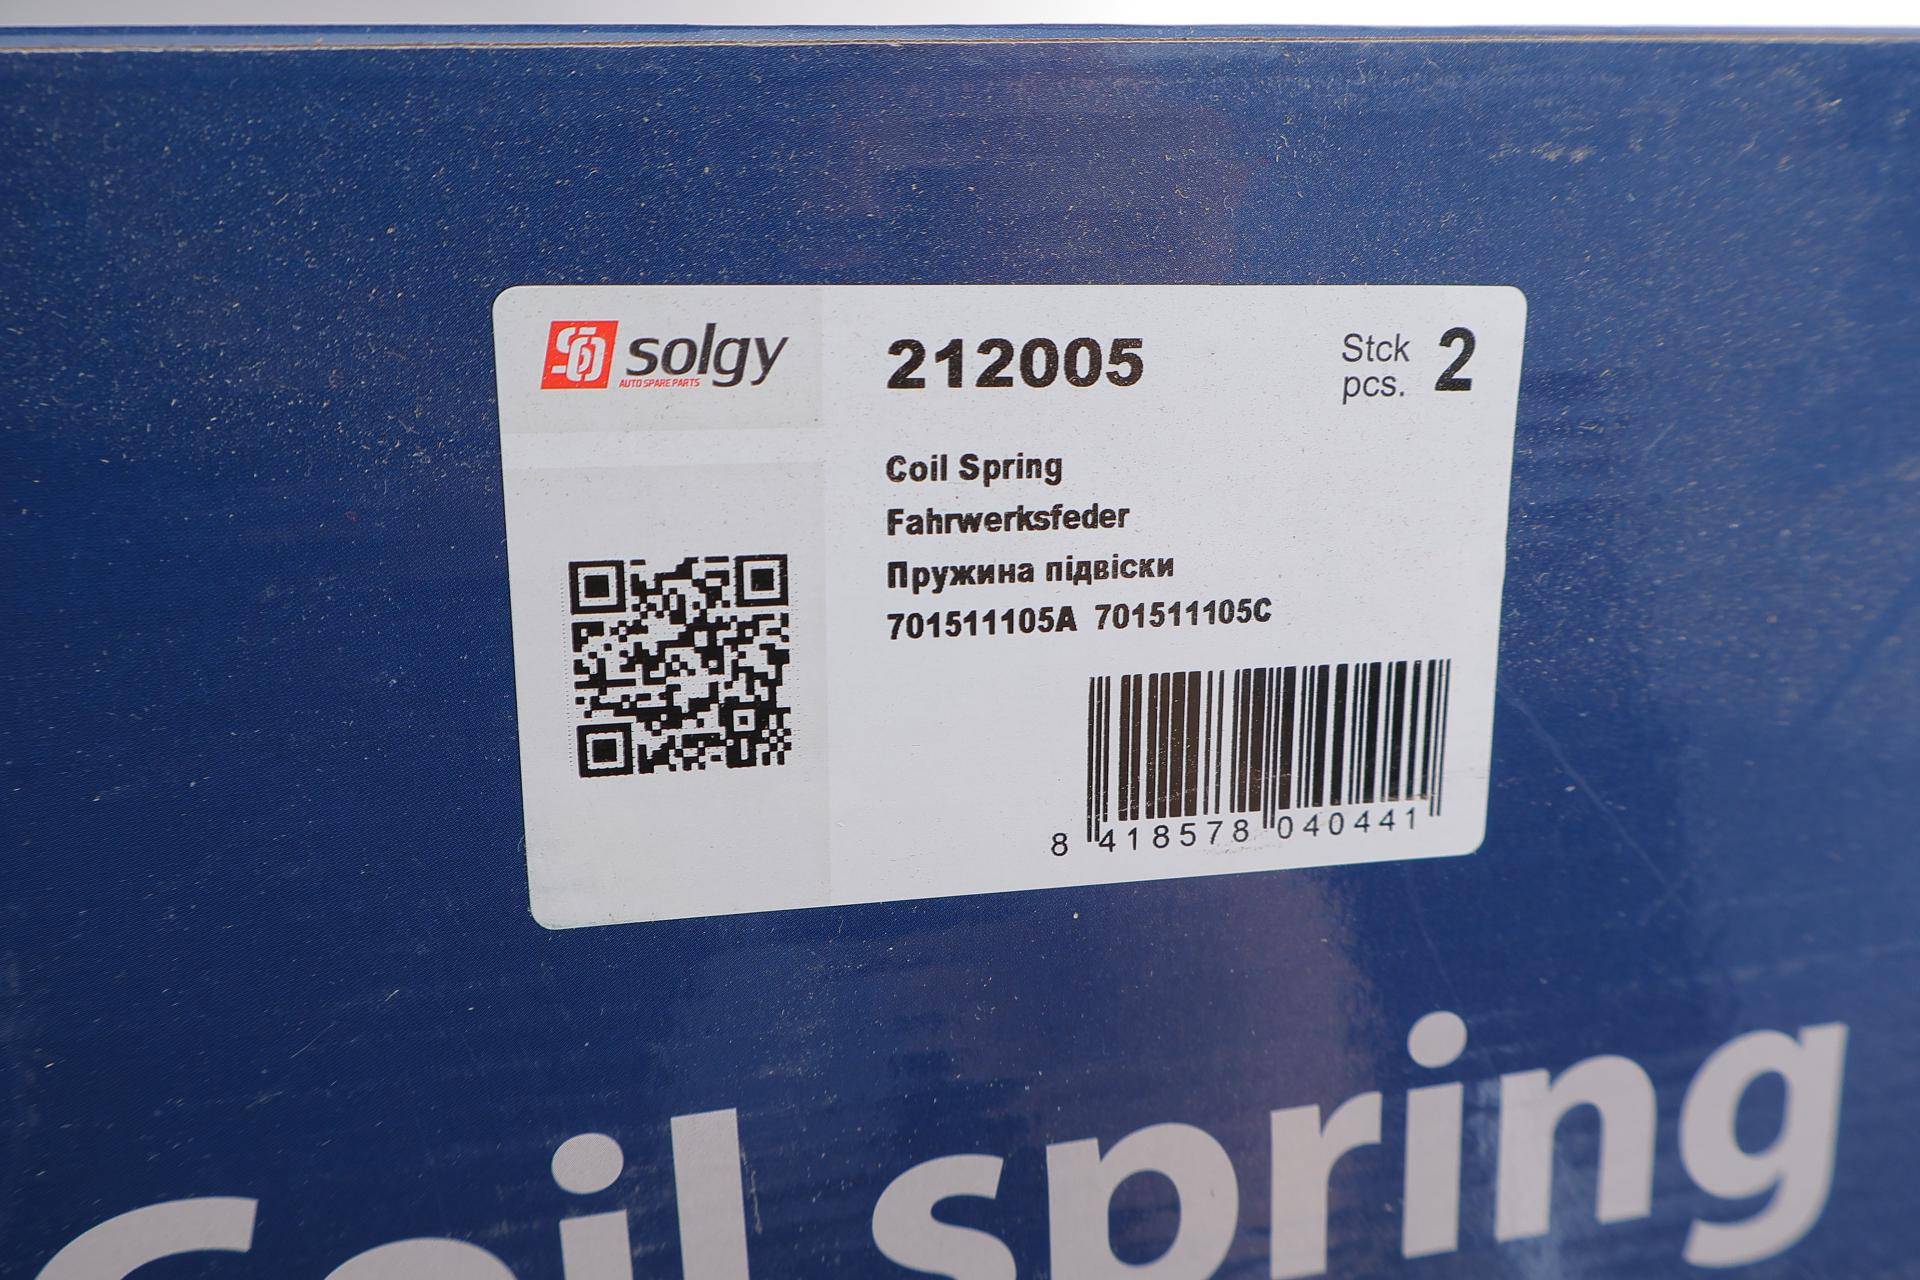 solgy
AUTO SPARE PARTS
212005
Stck
pcs. 2
Coil Spring
Fahrwerksfeder
Пружина підвіски
701511105A 701511105C
8 418578 040441
Coil spring